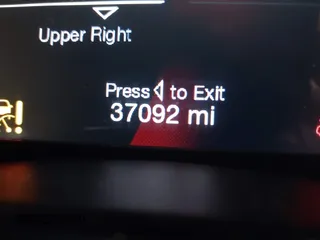 Upper Right
Press ◁ to Exit
37092 mi